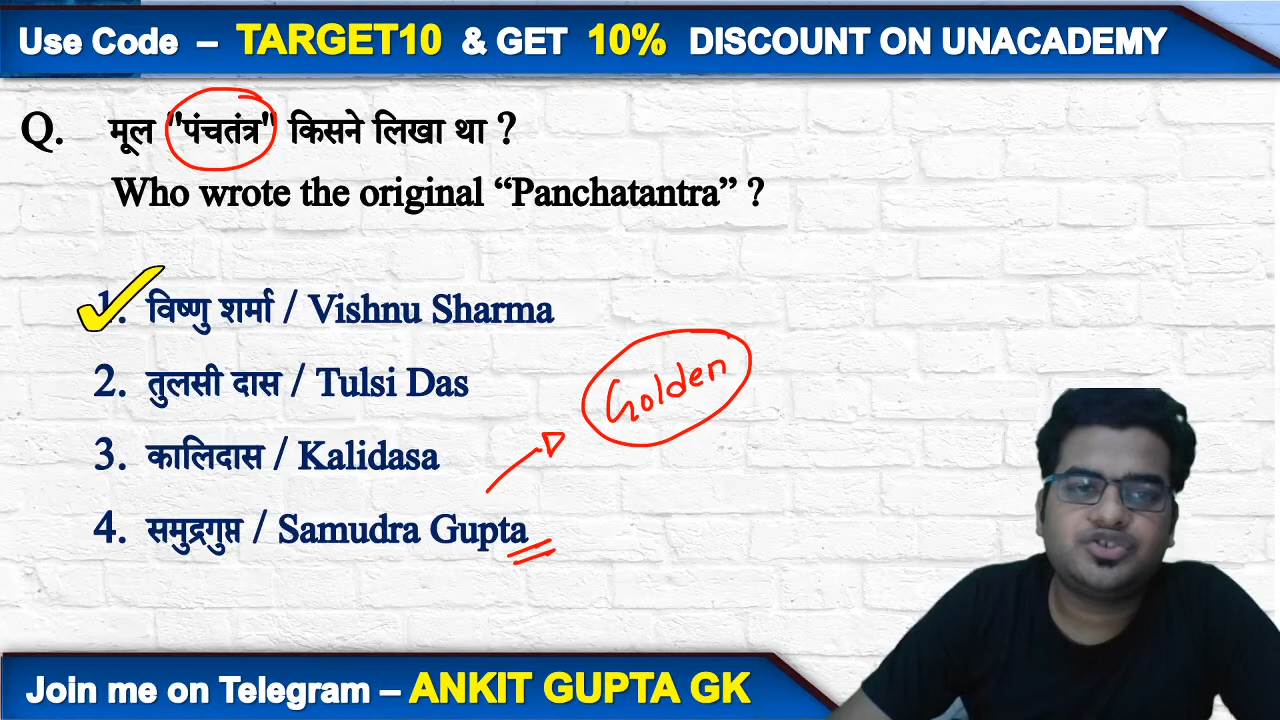 Use Code – TARGET10 & GET 10% DISCOUNT ON UNACADEMY
Q. मूल "पंचतंत्र" किसने लिखा था ?
Who wrote the original “Panchatantra” ?
1. विष्णु शर्मा / Vishnu Sharma
2. तुलसी दास / Tulsi Das
Golden
3. कालिदास / Kalidasa
4. समुद्रगुप्त / Samudra Gupta
Join me on Telegram – ANKIT GUPTA GK